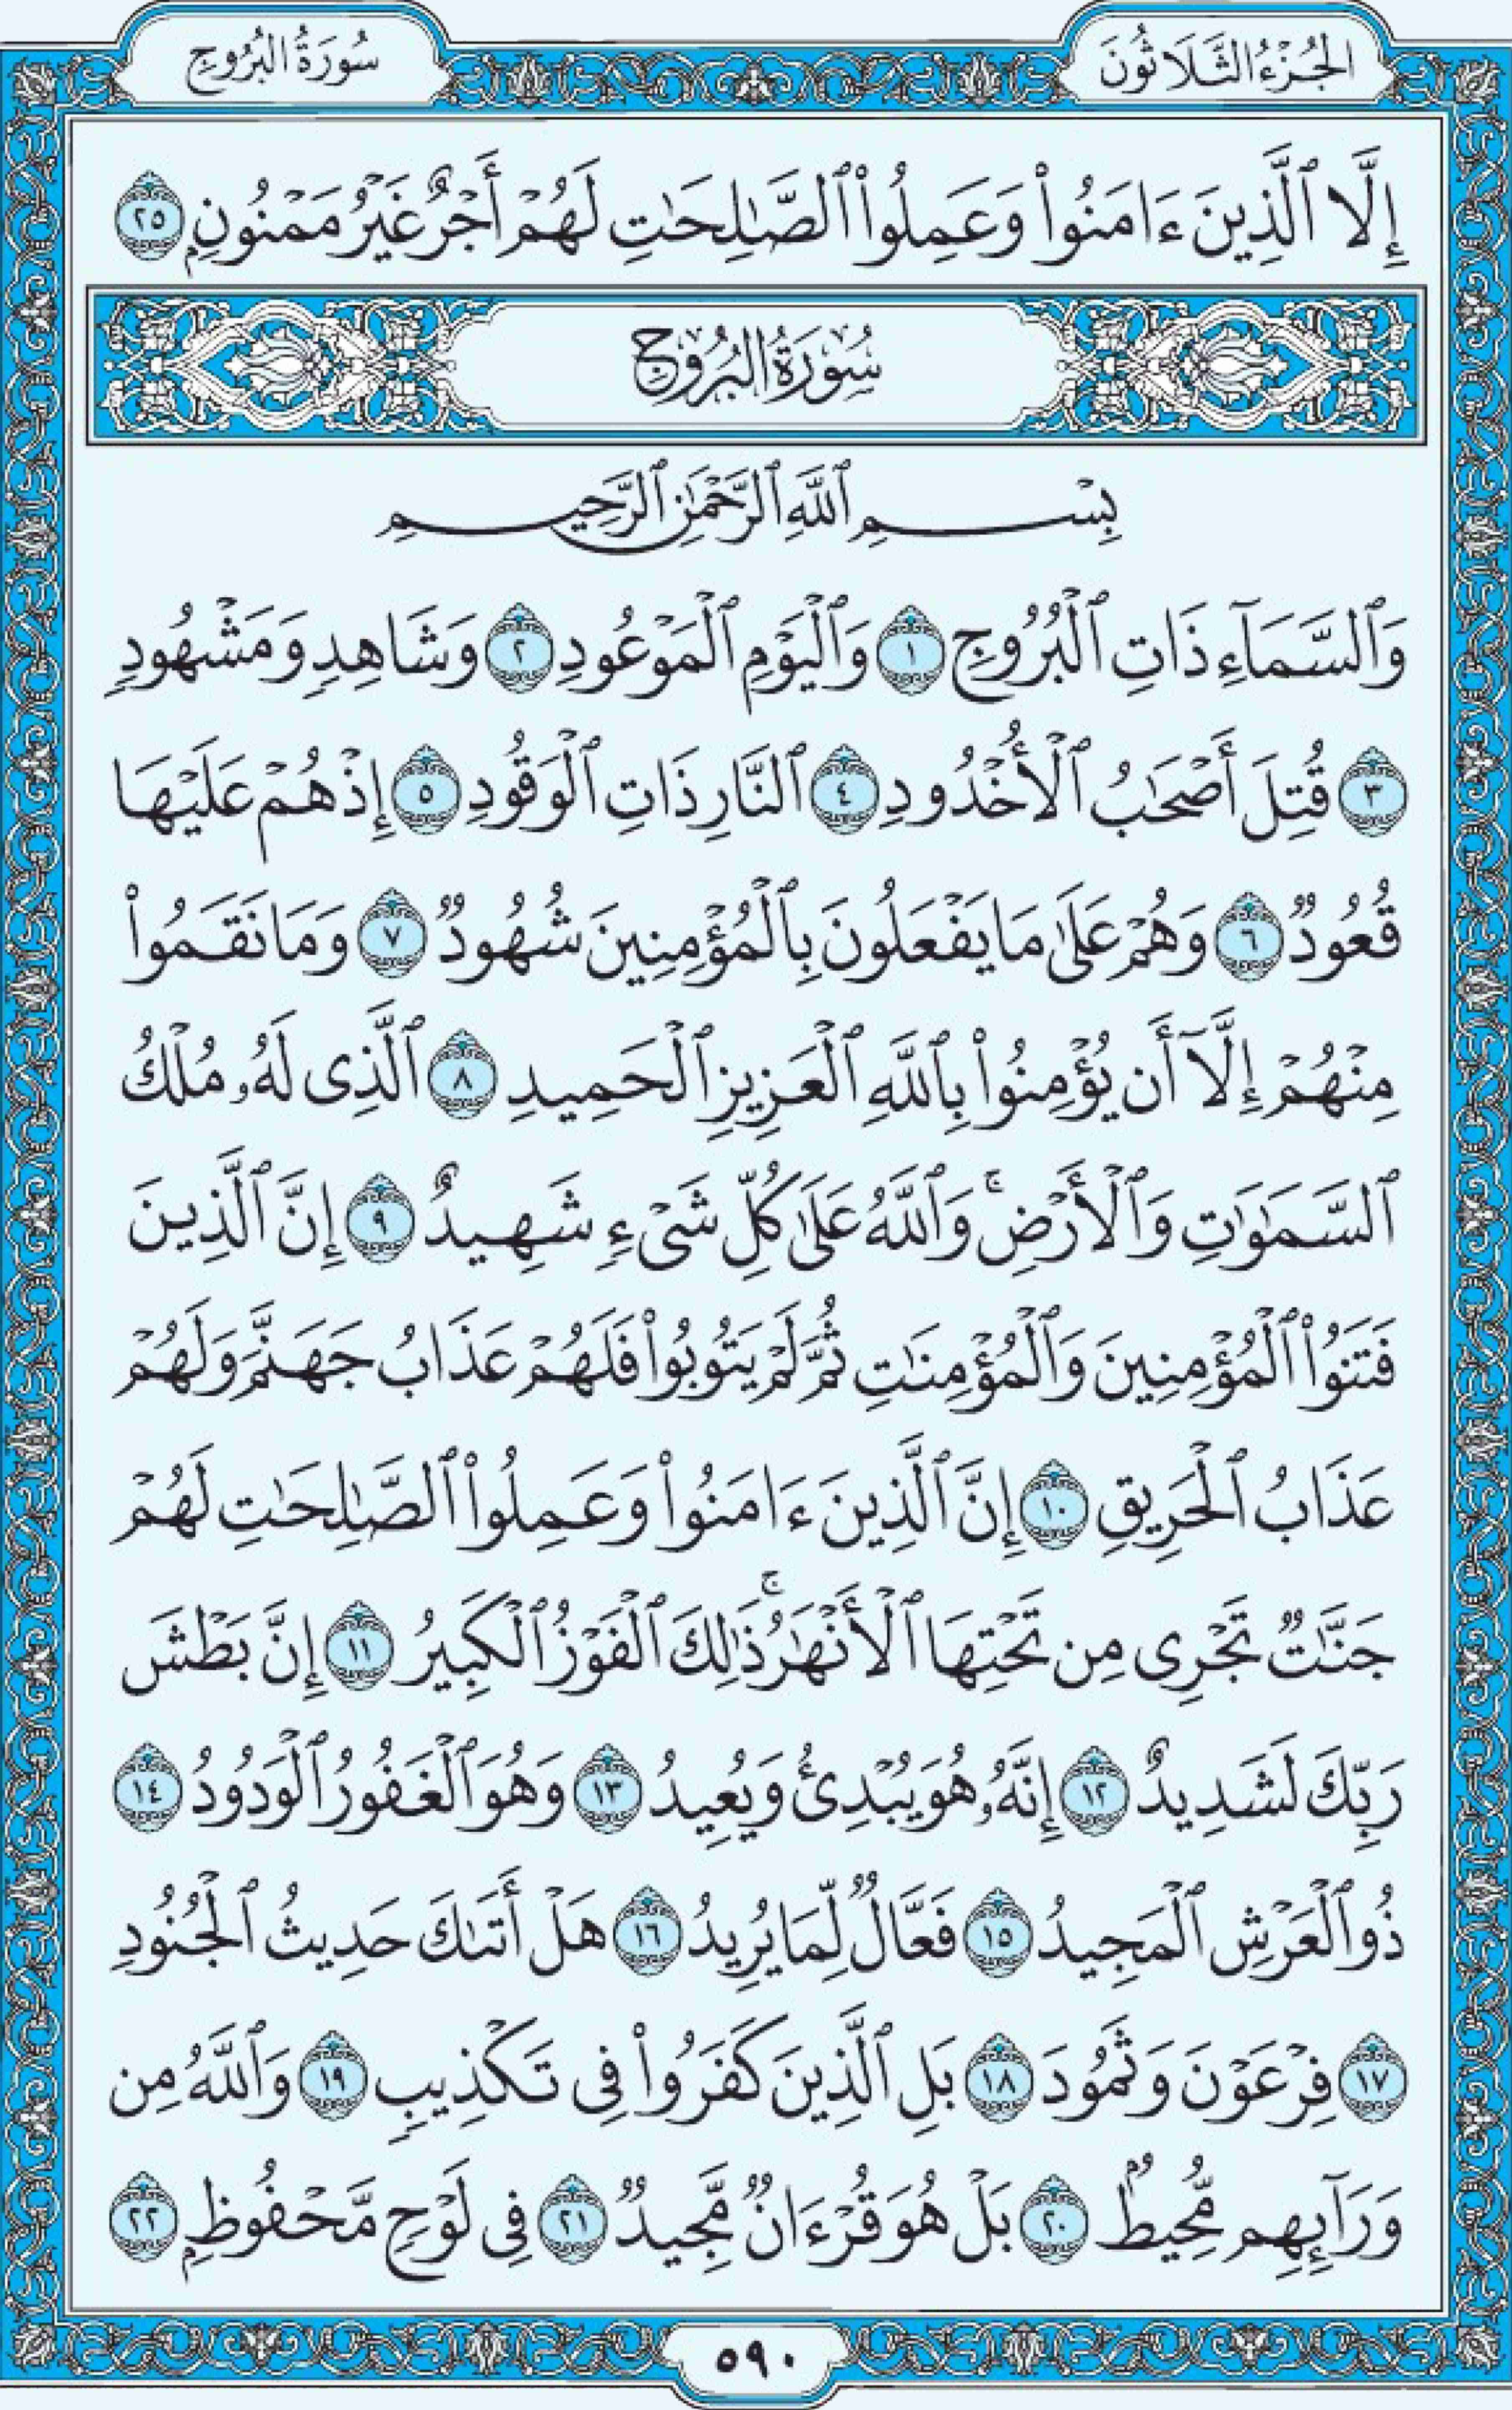 الجُزْءُ الثَّلَاثُونَ
سُورَةُ البُرُوجِ
إِلَّا ٱلَّذِينَ ءَامَنُوا۟ وَعَمِلُوا۟ ٱلصَّـٰلِحَـٰتِ لَهُمْ أَجْرٌ غَيْرُ مَمْنُونٍۭ ٢٥
سُورَةُ البُرُوجِ
بِسْمِ ٱللَّهِ ٱلرَّحْمَـٰنِ ٱلرَّحِيمِ
وَٱلسَّمَآءِ ذَاتِ ٱلْبُرُوجِ ١ وَٱلْيَوْمِ ٱلْمَوْعُودِ ٢ وَشَاهِدٍ وَمَشْهُودٍ
٣ قُتِلَ أَصْحَـٰبُ ٱلْأُخْدُودِ ٤ ٱلنَّارِ ذَاتِ ٱلْوَقُودِ ٥ إِذْ هُمْ عَلَيْهَا
قُعُودٌ ٦ وَهُمْ عَلَىٰ مَا يَفْعَلُونَ بِٱلْمُؤْمِنِينَ شُهُودٌ ٧ وَمَا نَقَمُوا۟
مِنْهُمْ إِلَّآ أَن يُؤْمِنُوا۟ بِٱللَّهِ ٱلْعَزِيزِ ٱلْحَمِيدِ ٨ ٱلَّذِى لَهُۥ مُلْكُ
ٱلسَّمَـٰوَٰتِ وَٱلْأَرْضِ ۚ وَٱللَّهُ عَلَىٰ كُلِّ شَىْءٍ شَهِيدٌ ٩ إِنَّ ٱلَّذِينَ
فَتَنُوا۟ ٱلْمُؤْمِنِينَ وَٱلْمُؤْمِنَـٰتِ ثُمَّ لَمْ يَتُوبُوا۟ فَلَهُمْ عَذَابُ جَهَنَّمَ وَلَهُمْ
عَذَابُ ٱلْحَرِيقِ ١٠ إِنَّ ٱلَّذِينَ ءَامَنُوا۟ وَعَمِلُوا۟ ٱلصَّـٰلِحَـٰتِ لَهُمْ
جَنَّـٰتٌ تَجْرِى مِن تَحْتِهَا ٱلْأَنْهَـٰرُ ۚ ذَٰلِكَ ٱلْفَوْزُ ٱلْكَبِيرُ ١١ إِنَّ بَطْشَ
رَبِّكَ لَشَدِيدٌ ١٢ إِنَّهُۥ هُوَ يُبْدِئُ وَيُعِيدُ ١٣ وَهُوَ ٱلْغَفُورُ ٱلْوَدُودُ ١٤
ذُو ٱلْعَرْشِ ٱلْمَجِيدُ ١٥ فَعَّالٌ لِّمَا يُرِيدُ ١٦ هَلْ أَتَىٰكَ حَدِيثُ ٱلْجُنُودِ
١٧ فِرْعَوْنَ وَثَمُودَ ١٨ بَلِ ٱلَّذِينَ كَفَرُوا۟ فِى تَكْذِيبٍ ١٩ وَٱللَّهُ مِن
وَرَآئِهِم مُّحِيطٌۢ ٢٠ بَلْ هُوَ قُرْءَانٌ مَّجِيدٌ ٢١ فِى لَوْحٍ مَّحْفُوظٍۭ ٢٢
٥٩٠